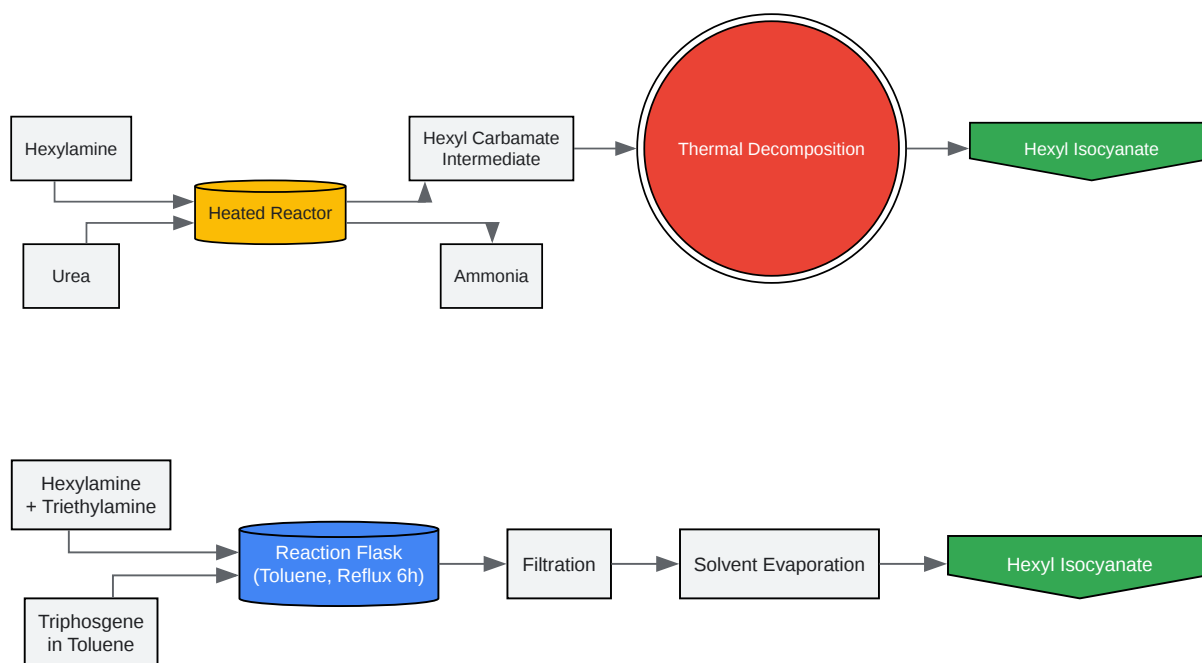 Hexylamine
Urea
Heated Reactor
Hexyl Carbamate
Intermediate
Ammonia
Thermal Decomposition
Hexyl Isocyanate
Hexylamine
+ Triethylamine
Triphosgene
in Toluene
Reaction Flask
(Toluene, Reflux 6h)
Filtration
Solvent Evaporation
Hexyl Isocyanate